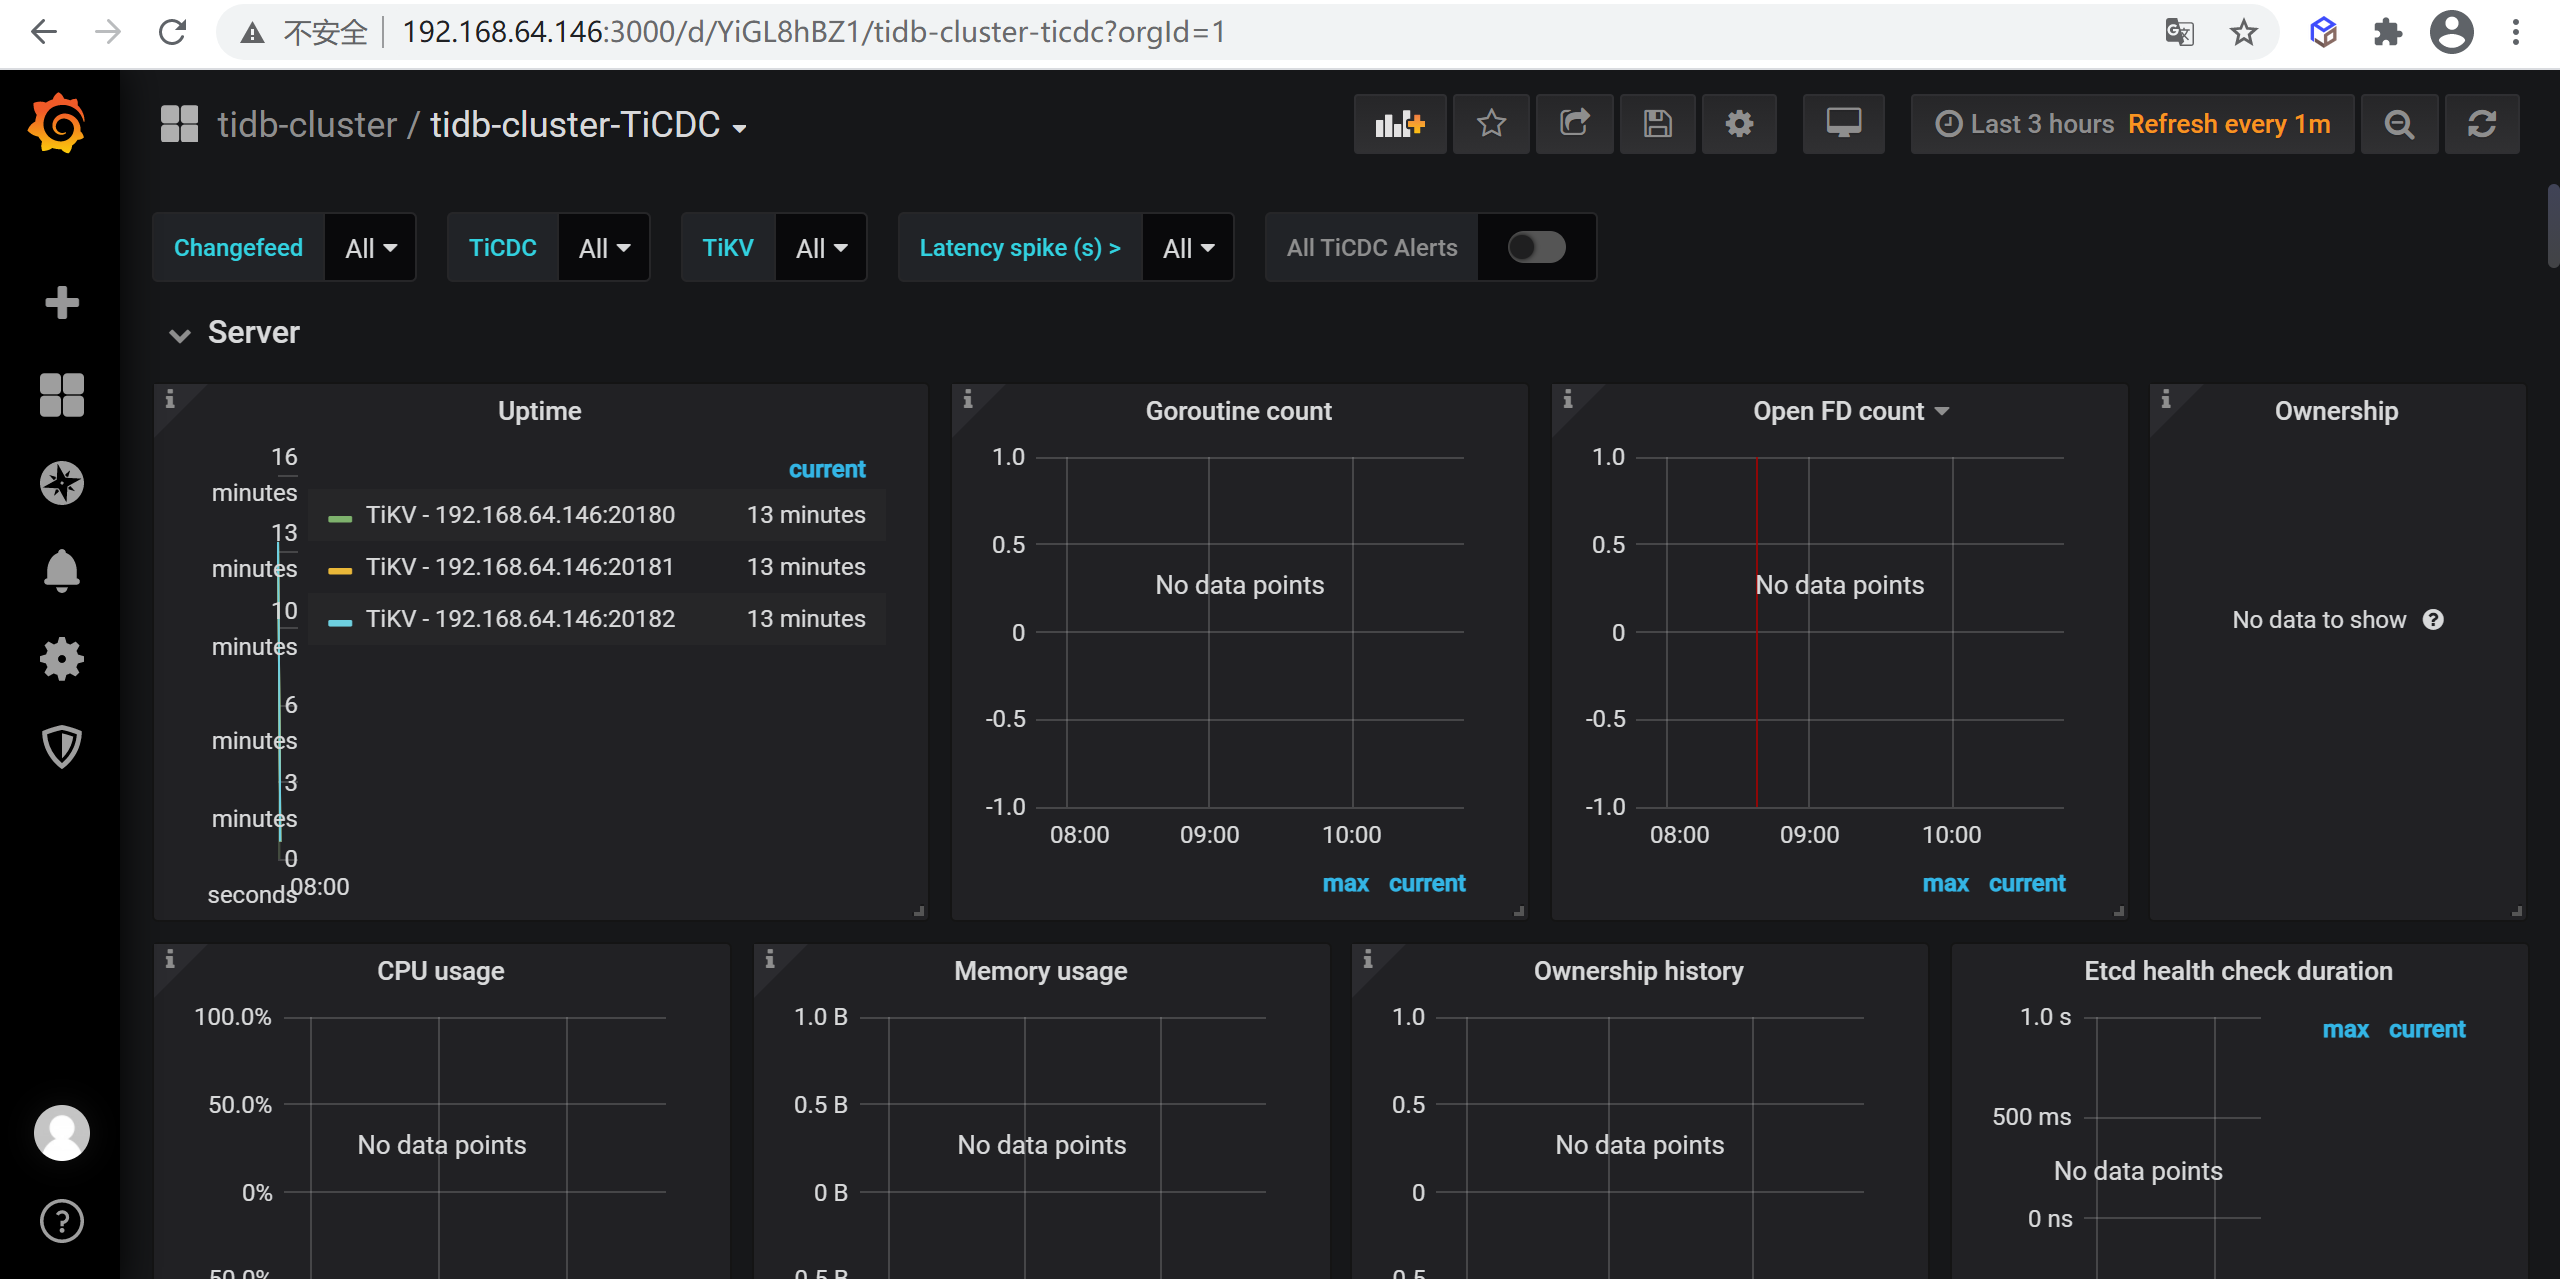 不安全 192.168.64.146:3000/d/YiGL8hBZ1/tidb-cluster-ticdc?orgId=1
tidb-cluster / tidb-cluster-TiCDC
Last 3 hours Refresh every 1m
Changefeed All TiCDC All TiKV All Latency spike (s) > All All TiCDC Alerts
Server
Uptime
16
minutes
13
minutes
10
minutes
6
minutes
3
minutes
0
seconds
08:00
current
TiKV - 192.168.64.146:20180 13 minutes
TiKV - 192.168.64.146:20181 13 minutes
TiKV - 192.168.64.146:20182 13 minutes
Goroutine count
1.0
0.5
No data points
0
-0.5
-1.0
08:00 09:00 10:00
max current
Open FD count
1.0
0.5
No data points
0
-0.5
-1.0
08:00 09:00 10:00
max current
Ownership
No data to show
CPU usage
100.0%
50.0%
No data points
0%
50.0%
Memory usage
1.0 B
0.5 B
No data points
0 B
0.5 B
Ownership history
1.0
0.5
No data points
0
0.5
Etcd health check duration
max current
1.0 s
500 ms
No data points
0 ns